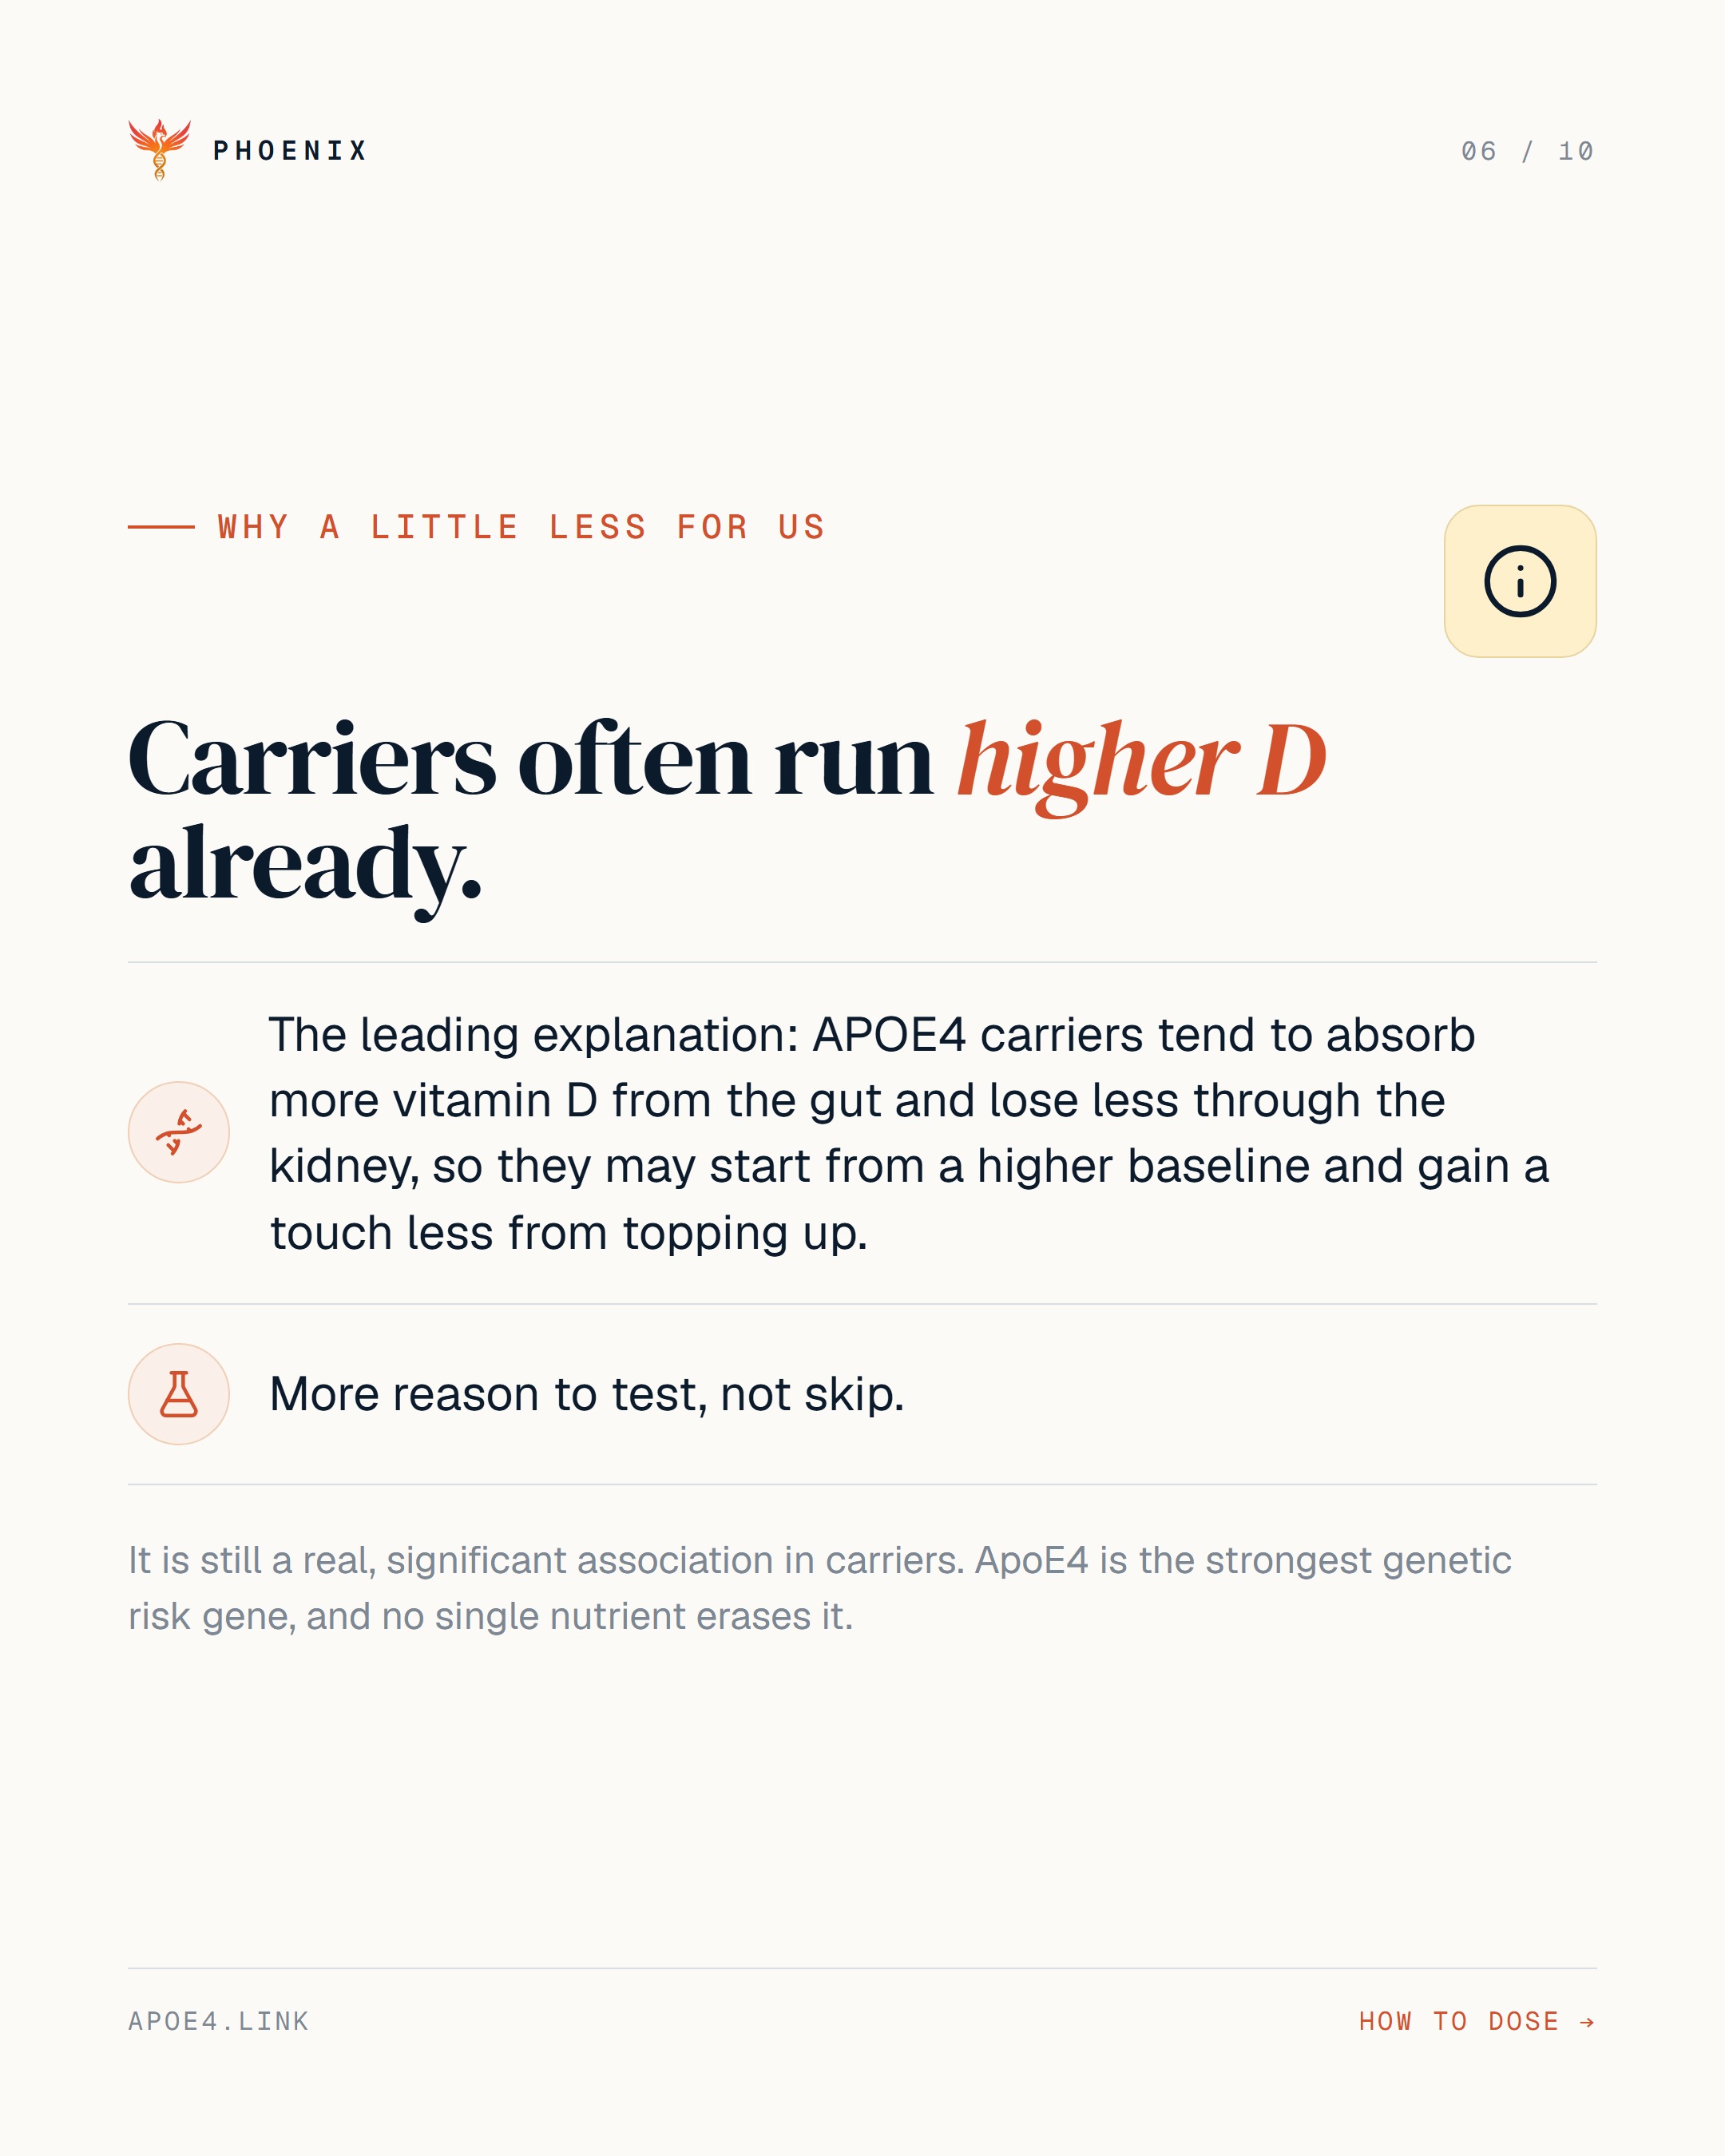 PHOENIX
06 / 10
WHY A LITTLE LESS FOR US
Carriers often run higher D
already.
The leading explanation: APOE4 carriers tend to absorb
more vitamin D from the gut and lose less through the
kidney, so they may start from a higher baseline and gain a
touch less from topping up.
More reason to test, not skip.
It is still a real, significant association in carriers. ApoE4 is the strongest genetic
risk gene, and no single nutrient erases it.
APOE4.LINK
HOW TO DOSE →